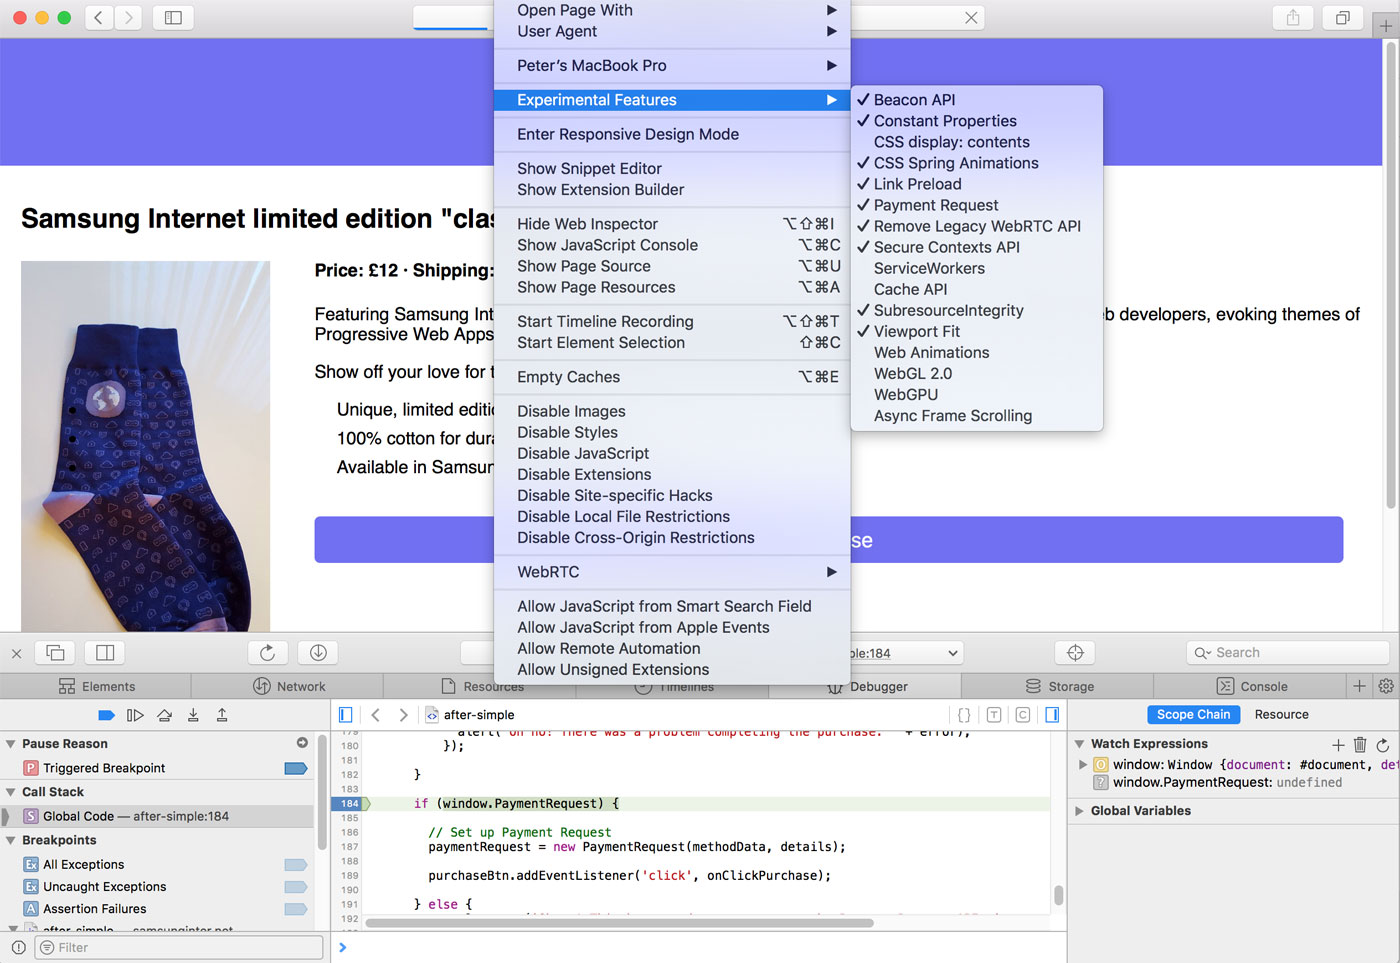 Open Page With
User Agent
Peter’s MacBook Pro
Experimental Features
Enter Responsive Design Mode
Show Snippet Editor
Show Extension Builder
Hide Web Inspector ⌥⇧⌘I
Show JavaScript Console ⌥⌘C
Show Page Source ⌥⌘U
Show Page Resources ⌥⌘A
Start Timeline Recording ⌥⇧⌘T
Start Element Selection ⇧⌘C
Empty Caches ⌥⌘E
Disable Images
Disable Styles
Disable JavaScript
Disable Extensions
Disable Site-specific Hacks
Disable Local File Restrictions
Disable Cross-Origin Restrictions
WebRTC
Allow JavaScript from Smart Search Field
Allow JavaScript from Apple Events
Allow Remote Automation
Allow Unsigned Extensions
✓ Beacon API
✓ Constant Properties
CSS display: contents
✓ CSS Spring Animations
✓ Link Preload
✓ Payment Request
✓ Remove Legacy WebRTC API
✓ Secure Contexts API
ServiceWorkers
Cache API
✓ SubresourceIntegrity
✓ Viewport Fit
Web Animations
WebGL 2.0
WebGPU
Async Frame Scrolling
Samsung Internet limited edition "clas
Price: £12 · Shipping:
Featuring Samsung Int
b developers, evoking themes of
Progressive Web Apps
Show off your love for t
Unique, limited editi
100% cotton for dura
Available in Samsun
se
ple:184
Search
Elements
Network
Resources
Timelines
Debugger
Storage
Console
after-simple
Scope Chain
Resource
Pause Reason
P Triggered Breakpoint
Call Stack
S Global Code — after-simple:184
Breakpoints
Ex All Exceptions
Ex Uncaught Exceptions
A Assertion Failures
after-simple — samsunginter.net
Filter
179 alert('Oh no! There was a problem completing the purchase. ' + error);
180 });
181
182 }
183
184 if (window.PaymentRequest) {
185
186 // Set up Payment Request
187 paymentRequest = new PaymentRequest(methodData, details);
188
189 purchaseBtn.addEventListener('click', onClickPurchase);
190
191 } else {
192
Watch Expressions
O window: Window {document: #document, det
? window.PaymentRequest: undefined
Global Variables